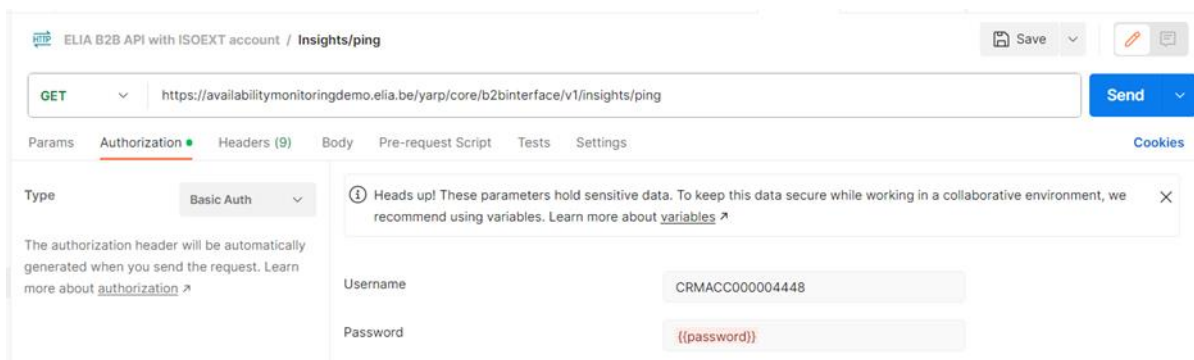 HTTP ELIA B2B API with ISOEXT account / Insights/ping
Save
GET https://availabilitymonitoringdemo.elia.be/yarp/core/b2binterface/v1/insights/ping Send
Params Authorization Headers (9) Body Pre-request Script Tests Settings Cookies
Type Basic Auth
The authorization header will be automatically
generated when you send the request. Learn
more about authorization ↗
Heads up! These parameters hold sensitive data. To keep this data secure while working in a collaborative environment, we
recommend using variables. Learn more about variables ↗
Username CRMACC000004448
Password {{password}}